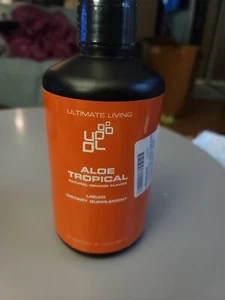 ULTIMATE LIVING
ALOE
TROPICAL
NATURAL ORANGE FLAVOR
LIQUID
DIETARY SUPPLEMENT